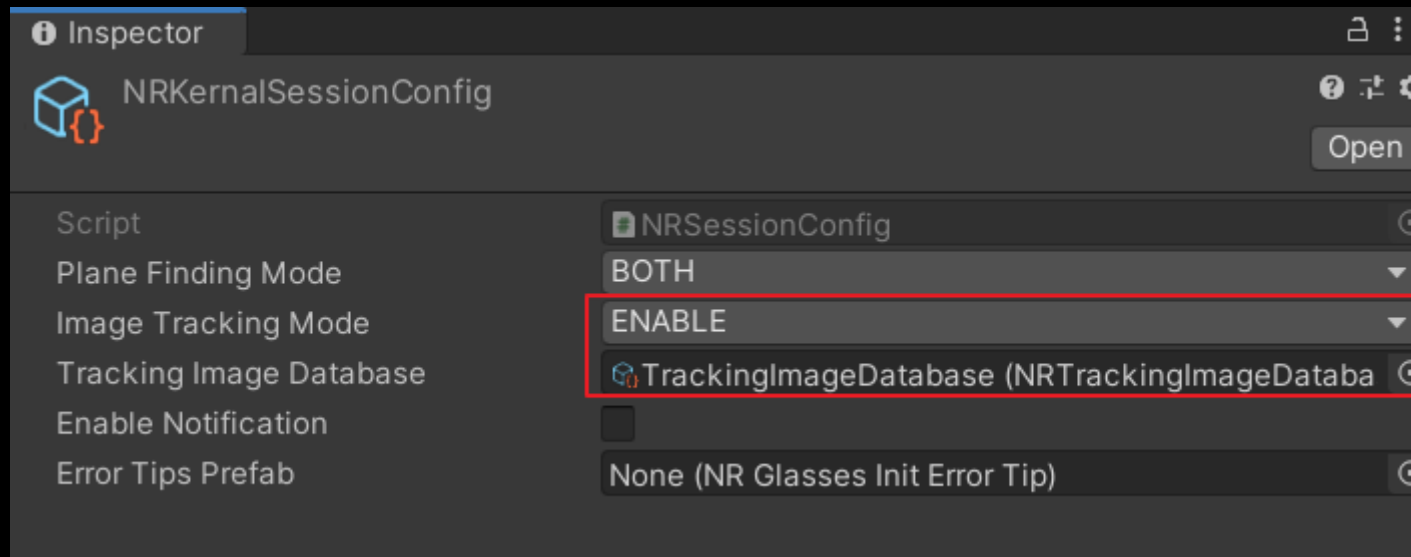 Inspector
NRKernalSessionConfig
Open
Script NRSessionConfig
Plane Finding Mode BOTH
Image Tracking Mode ENABLE
Tracking Image Database TrackingImageDatabase (NRTrackingImageDataba
Enable Notification
Error Tips Prefab None (NR Glasses Init Error Tip)